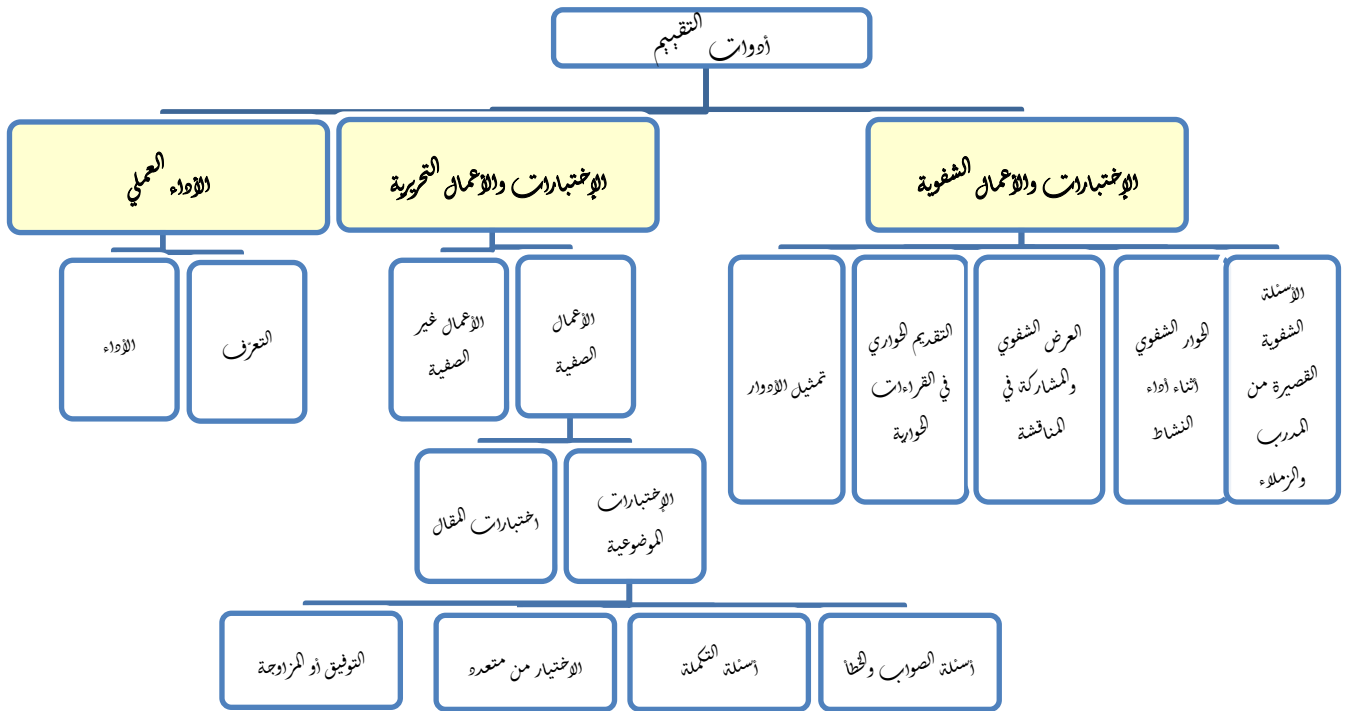 أدوات التقييم
الإختبارات والأعمال الشفوية
الإختبارات والأعمال التحريرية
الأداء العملي
الأسئلة
الشفوية
القصيرة من
المدرب
والزملاء
الحوار الشفوي
أثناء أداء
النشاط
العرض الشفوي
والمشاركة في
المناقشة
التقديم الحواري
في القراءات
الحوارية
تمثيل الأدوار
الأعمال
الصفية
الأعمال غير
الصفية
التعرّف
الأداء
الإختبارات
الموضوعية
اختبارات المقال
أسئلة الصواب والخطأ
أسئلة التكملة
الاختيار من متعدد
التوفيق أو المزاوجة